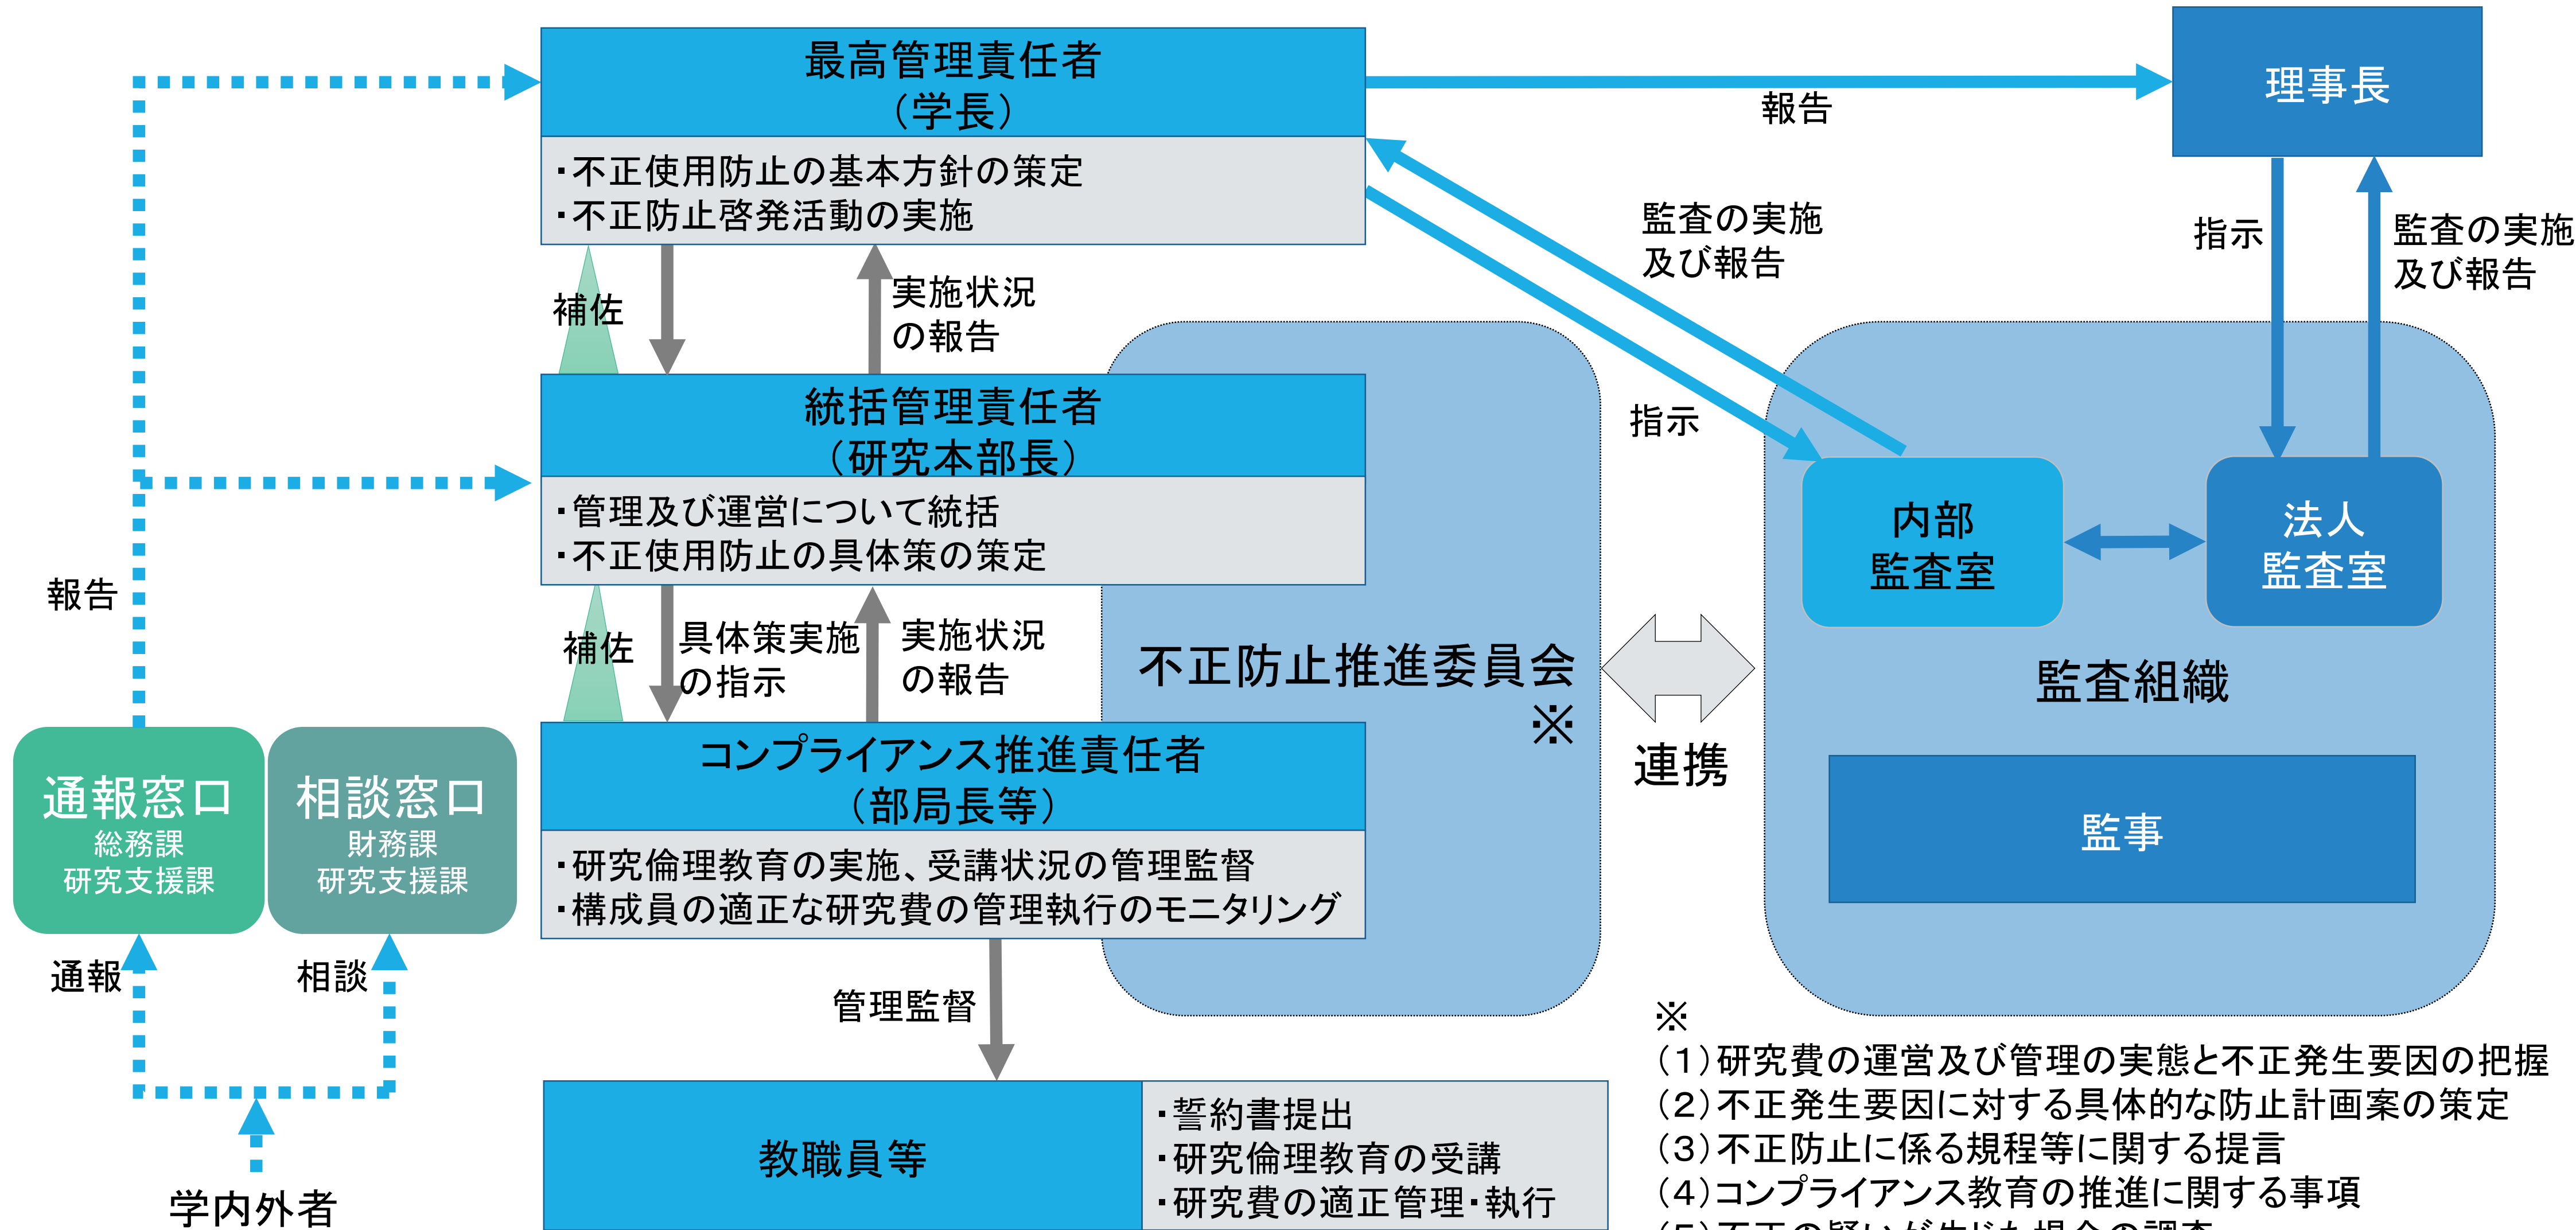 最高管理責任者
（学長）
・不正使用防止の基本方針の策定
・不正防止啓発活動の実施
報告
理事長
監査の実施
及び報告
指示
指示
監査の実施
及び報告
補佐
実施状況
の報告
統括管理責任者
（研究本部長）
・管理及び運営について統括
・不正使用防止の具体策の策定
報告
補佐
具体策実施
の指示
実施状況
の報告
不正防止推進委員会
※
連携
内部
監査室
法人
監査室
監査組織
監事
コンプライアンス推進責任者
（部局長等）
・研究倫理教育の実施、受講状況の管理監督
・構成員の適正な研究費の管理執行のモニタリング
通報窓口
総務課
研究支援課
相談窓口
財務課
研究支援課
通報
相談
学内外者
管理監督
教職員等
・誓約書提出
・研究倫理教育の受講
・研究費の適正管理・執行
※
（１）研究費の運営及び管理の実態と不正発生要因の把握
（２）不正発生要因に対する具体的な防止計画案の策定
（３）不正防止に係る規程等に関する提言
（４）コンプライアンス教育の推進に関する事項
（５）不正の疑いが生じた場合の調査